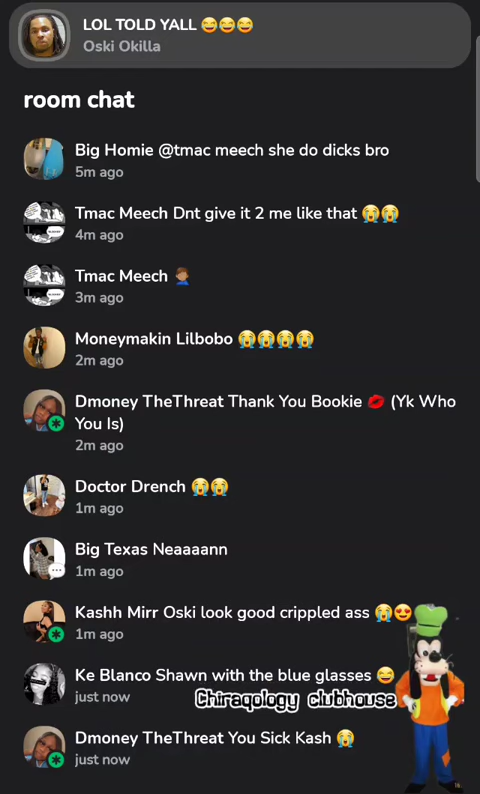 LOL TOLD YALL 😂😂😂
Oski Okilla
room chat
Big Homie @tmac meech she do dicks bro
5m ago
Tmac Meech Dnt give it 2 me like that 😭😭
4m ago
Tmac Meech 🤦🏽‍♂️
3m ago
Moneymakin Lilbobo 😭😭😭😭
2m ago
Dmoney TheThreat Thank You Bookie 💋 (Yk Who
You Is)
2m ago
Doctor Drench 😭😭
1m ago
Big Texas Neaaaann
1m ago
Kashh Mirr Oski look good crippled ass 😭😍
1m ago
Ke Blanco Shawn with the blue glasses 😂
just now
Chiraqology clubhouse
Dmoney TheThreat You Sick Kash 😭
just now